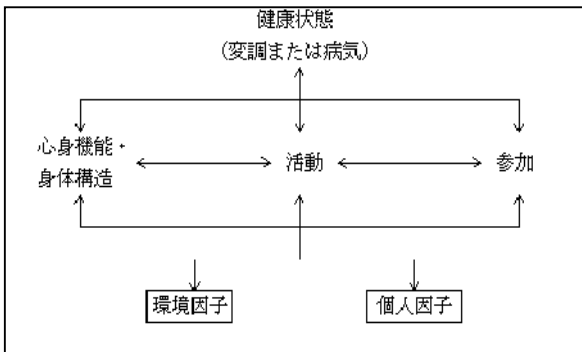 健康状態
(変調または病気)
心身機能・
身体構造
活動
参加
環境因子
個人因子